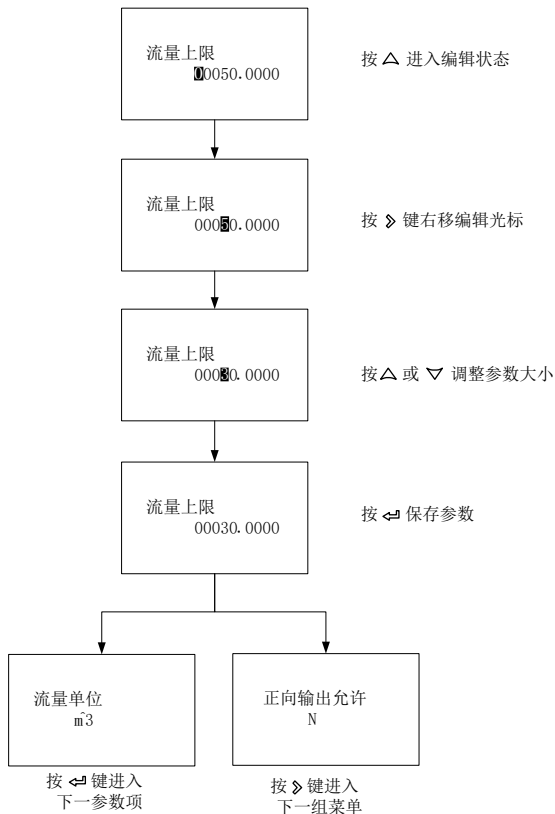 流量上限
00050.0000
按 △ 进入编辑状态
流量上限
00050.0000
按 》 键右移编辑光标
流量上限
00030.0000
按△ 或 ▽ 调整参数大小
流量上限
00030.0000
按 ↵ 保存参数
流量单位
m^3
按 ↵ 键进入
下一参数项
正向输出允许
N
按 》键进入
下一组菜单